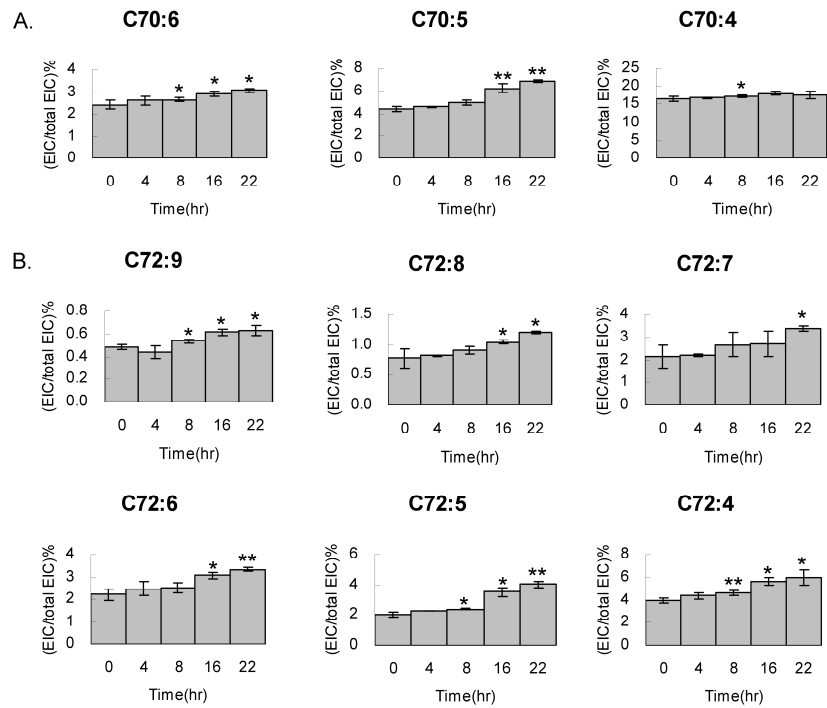 A.
C70:6
(EIC/total EIC)%
4
3
2
1
0
* * *
0 4 8 16 22
Time(hr)
C70:5
(EIC/total EIC)%
8
6
4
2
0
** **
0 4 8 16 22
Time(hr)
C70:4
(EIC/total EIC)%
25
20
15
10
5
0
*
0 4 8 16 22
Time(hr)
B.
C72:9
(EIC/total EIC)%
0.8
0.6
0.4
0.2
0.0
* * *
0 4 8 16 22
Time(hr)
C72:8
(EIC/total EIC)%
1.5
1.0
0.5
0.0
* *
0 4 8 16 22
Time(hr)
C72:7
(EIC/total EIC)%
4
3
2
1
0
*
0 4 8 16 22
Time(hr)
C72:6
(EIC/total EIC)%
4
3
2
1
0
* **
0 4 8 16 22
Time(hr)
C72:5
(EIC/total EIC)%
6
4
2
0
* * **
0 4 8 16 22
Time(hr)
C72:4
(EIC/total EIC)%
8
6
4
2
0
** * *
0 4 8 16 22
Time(hr)